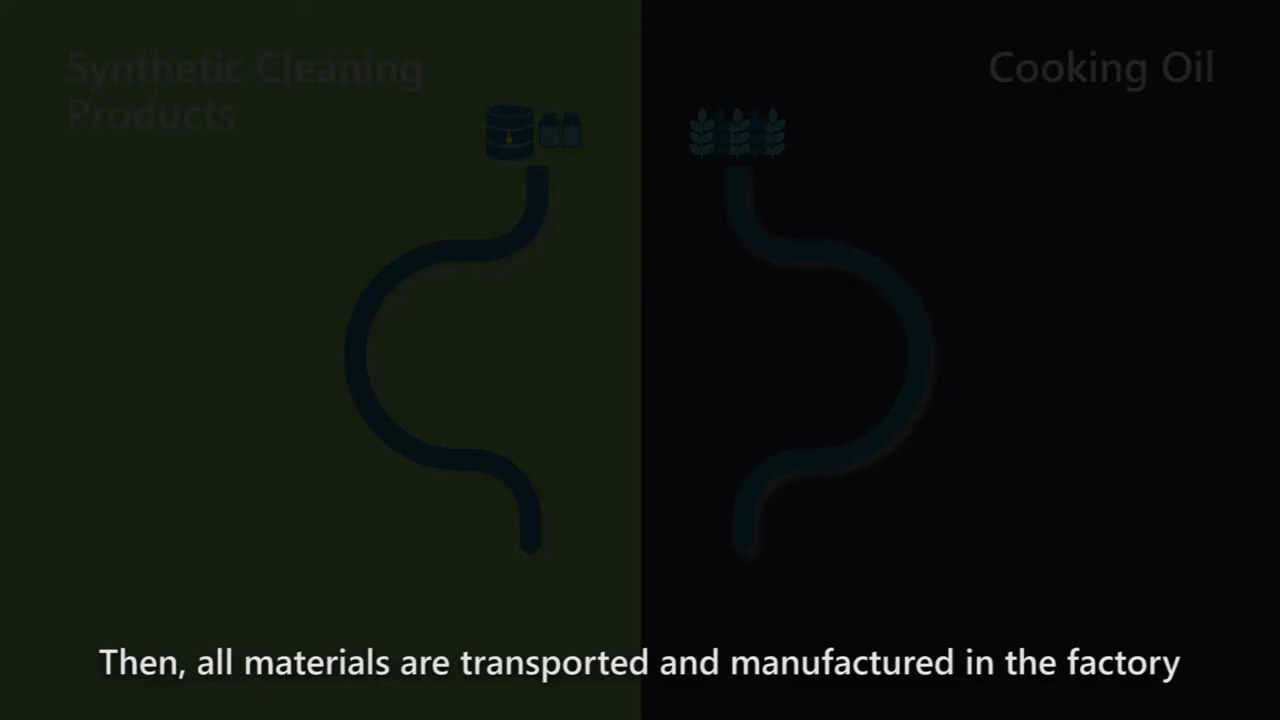 Synthetic Cleaning
Products
Cooking Oil
Then, all materials are transported and manufactured in the factory